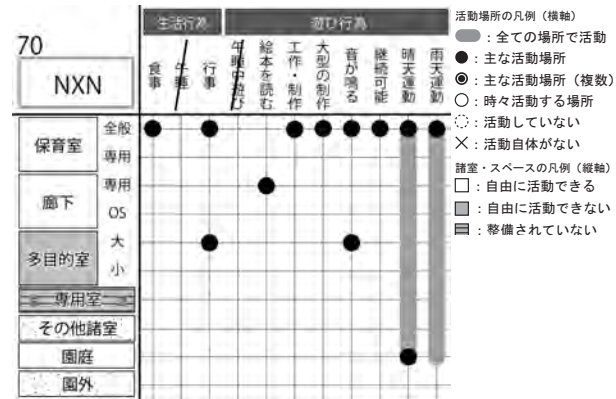 70
NXN
生活行為
遊び行為
食事
午睡
行事
午睡中遊び
絵本を読む
工作・制作
大型の制作
音が鳴る
継続可能
晴天運動
雨天運動
保育室
全般
専用
廊下
専用
OS
多目的室
大
小
専用室
その他諸室
園庭
園外
活動場所の凡例（横軸）
：全ての場所で活動
：主な活動場所
：主な活動場所（複数）
：時々活動する場所
：活動していない
：活動自体がない
諸室・スペースの凡例（縦軸）
：自由に活動できる
：自由に活動できない
：整備されていない